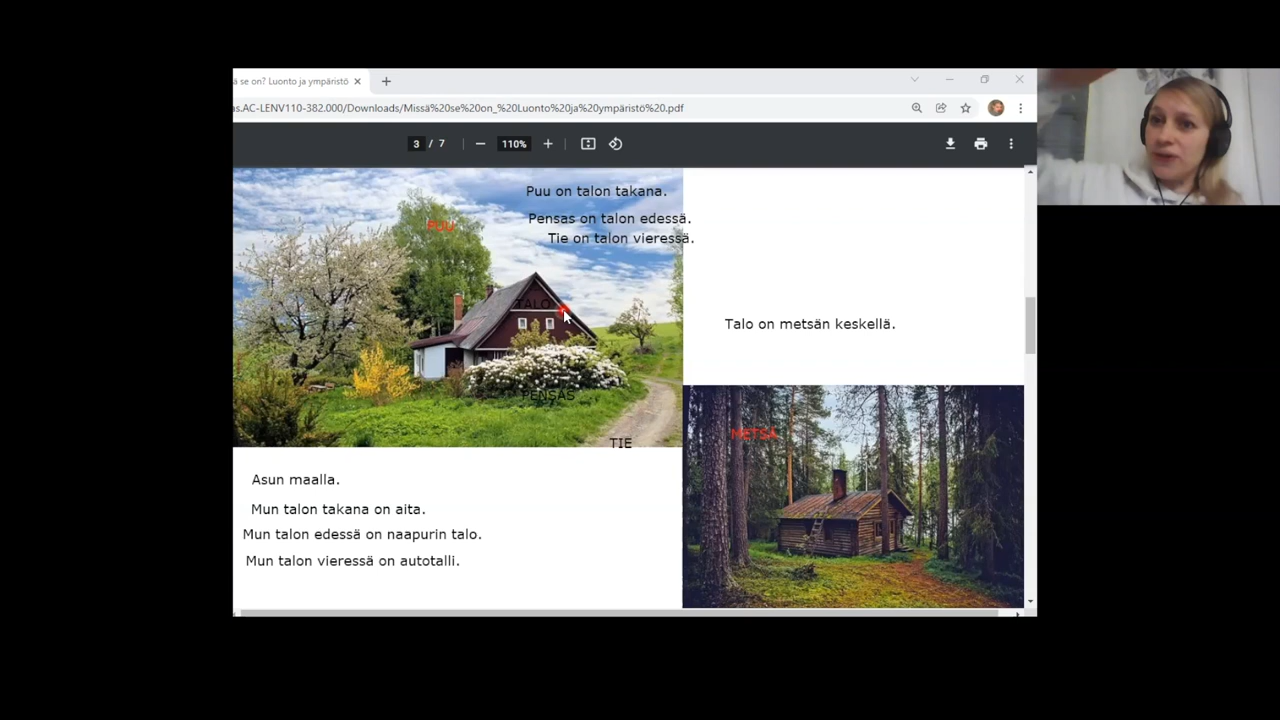 ä se on? Luonto ja ympäristö
as.AC-LENV110-382.000/Downloads/Missä%20se%20on_%20Luonto%20ja%20ympäristö%20.pdf
3 / 7 110%
Puu on talon takana.
Pensas on talon edessä.
Tie on talon vieressä.
PUU
TALO
PENSAS
TIE
Talo on metsän keskellä.
METSÄ
Asun maalla.
Mun talon takana on aita.
Mun talon edessä on naapurin talo.
Mun talon vieressä on autotalli.